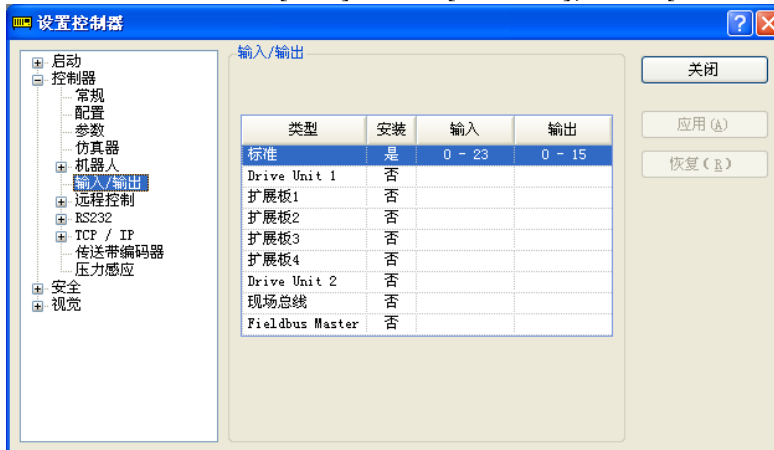 设置控制器
启动
控制器
常规
配置
参数
仿真器
机器人
输入/输出
远程控制
RS232
TCP / IP
传送带编码器
压力感应
安全
视觉
输入/输出
类型 安装 输入 输出
标准 是 0 - 23 0 - 15
Drive Unit 1 否
扩展板1 否
扩展板2 否
扩展板3 否
扩展板4 否
Drive Unit 2 否
现场总线 否
Fieldbus Master 否
关闭
应用(A)
恢复(R)